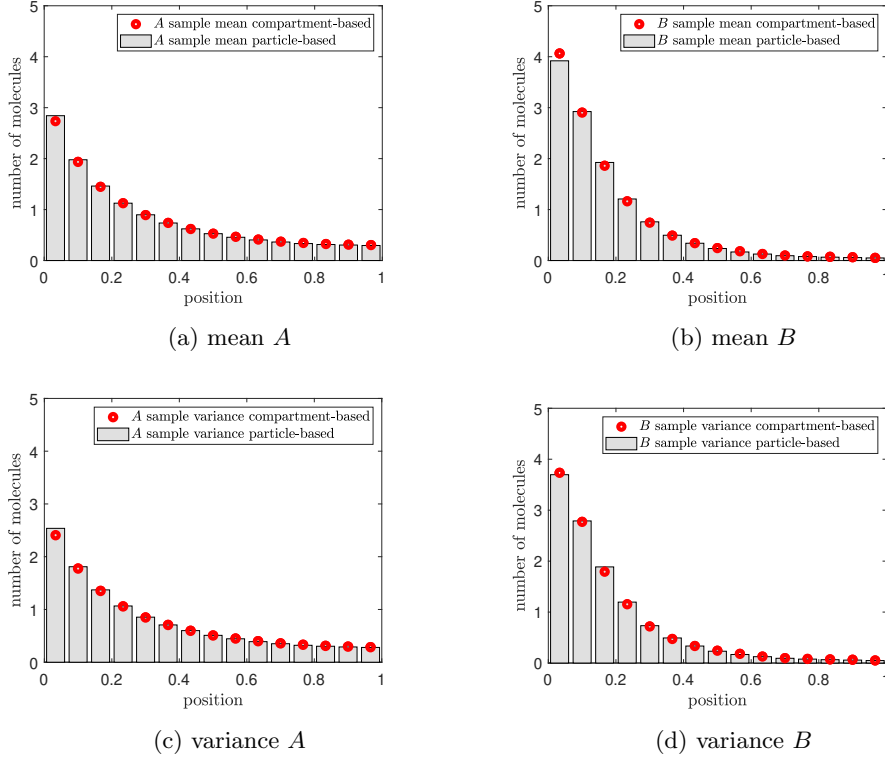 A sample mean compartment-based
A sample mean particle-based
number of molecules
5
4
3
2
1
0
0 0.2 0.4 0.6 0.8 1
position
(a) mean A
B sample mean compartment-based
B sample mean particle-based
number of molecules
5
4
3
2
1
0
0 0.2 0.4 0.6 0.8 1
position
(b) mean B
A sample variance compartment-based
A sample variance particle-based
number of molecules
5
4
3
2
1
0
0 0.2 0.4 0.6 0.8 1
position
(c) variance A
B sample variance compartment-based
B sample variance particle-based
number of molecules
5
4
3
2
1
0
0 0.2 0.4 0.6 0.8 1
position
(d) variance B